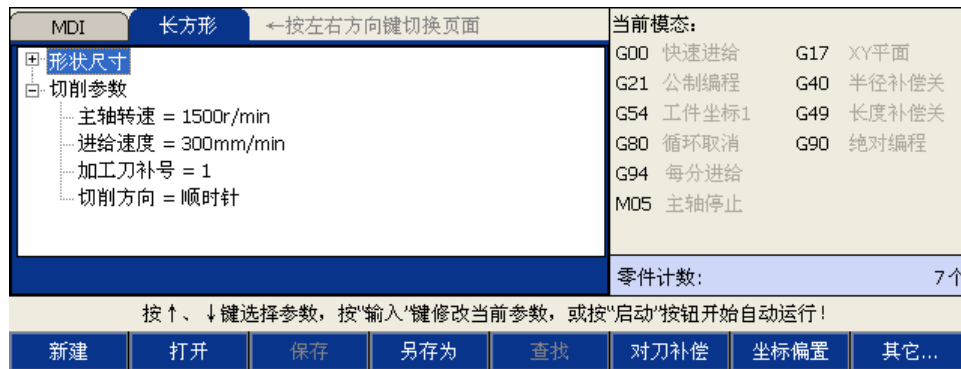 MDI 长方形 ←按左右方向键切换页面
形状尺寸
切削参数
主轴转速 = 1500r/min
进给速度 = 300mm/min
加工刀补号 = 1
切削方向 = 顺时针
当前模态:
G00 快速进给 G17 XY平面
G21 公制编程 G40 半径补偿关
G54 工件坐标1 G49 长度补偿关
G80 循环取消 G90 绝对编程
G94 每分进给
M05 主轴停止
零件计数: 7个
按↑、↓键选择参数，按"输入"键修改当前参数，或按"启动"按钮开始自动运行!
新建 打开 保存 另存为 查找 对刀补偿 坐标偏置 其它...